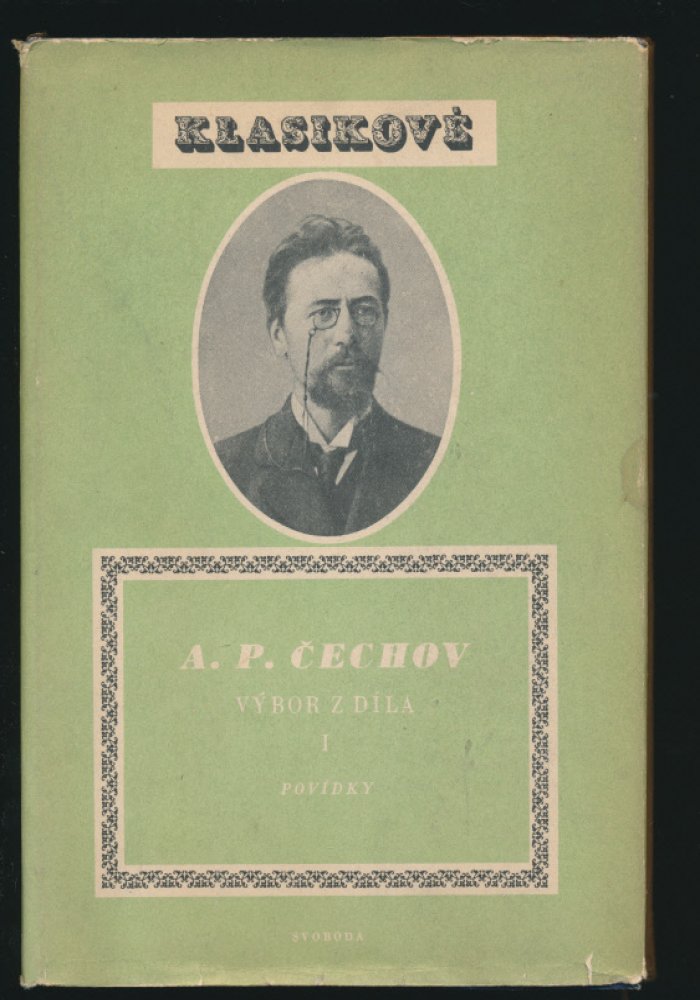 KLASIKOVÉ
A. P. ČECHOV
VÝBOR Z DÍLA
I
POVÍDKY
SVOBODA